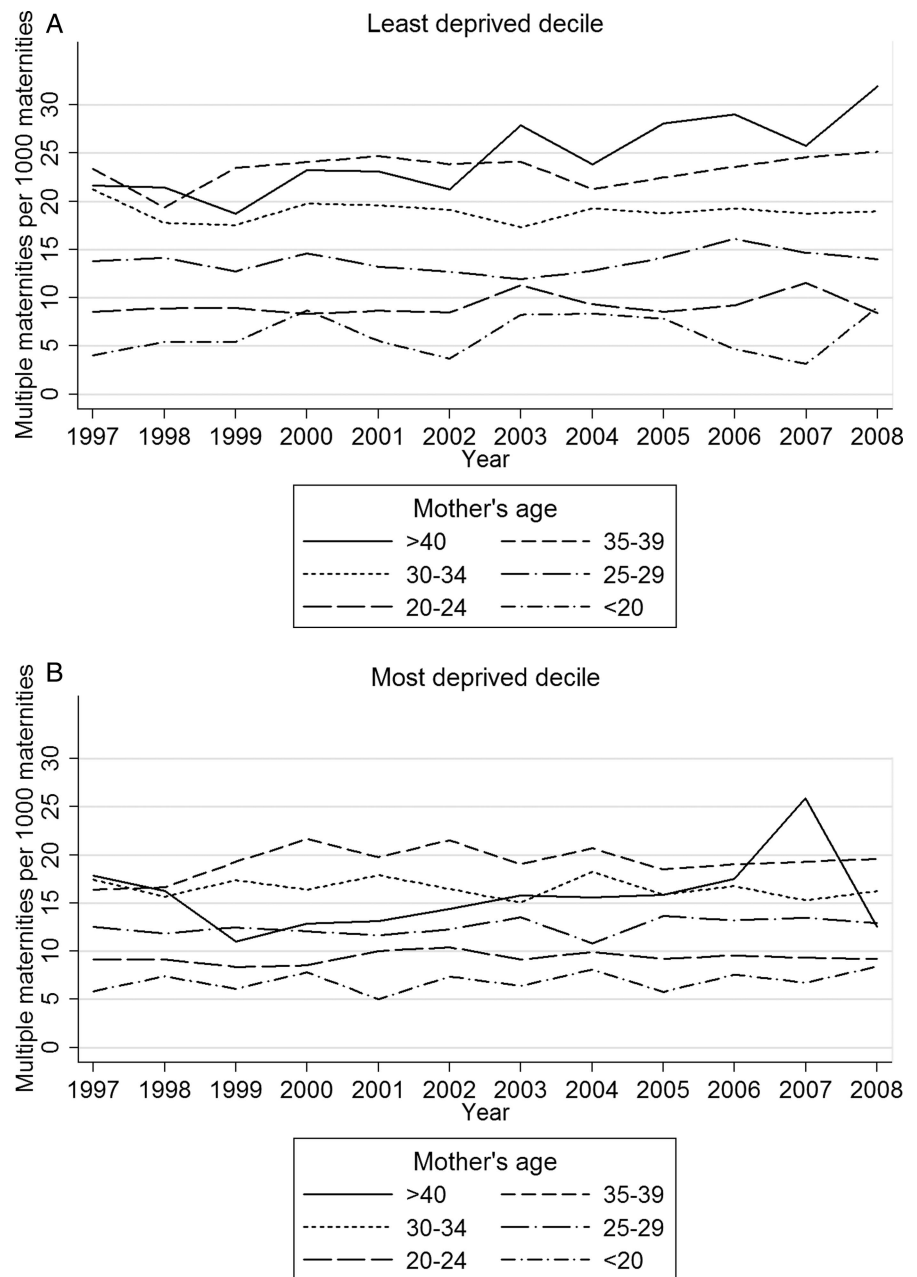 A
Least deprived decile
Multiple maternities per 1000 maternities
30
25
20
15
10
5
0
1997 1998 1999 2000 2001 2002 2003 2004 2005 2006 2007 2008
Year
Mother's age
>40 35-39
30-34 25-29
20-24 <20
B
Most deprived decile
Multiple maternities per 1000 maternities
30
25
20
15
10
5
0
1997 1998 1999 2000 2001 2002 2003 2004 2005 2006 2007 2008
Year
Mother's age
>40 35-39
30-34 25-29
20-24 <20